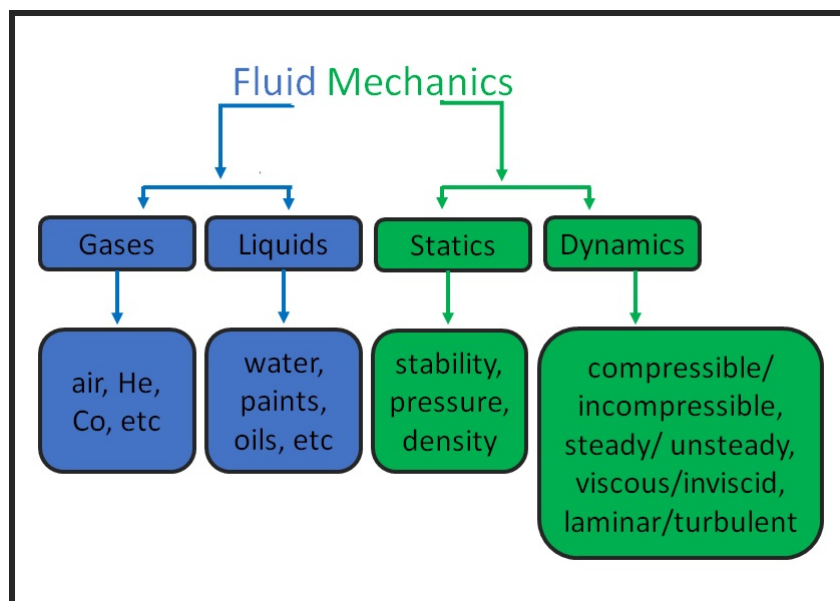 Fluid Mechanics
Gases
Liquids
Statics
Dynamics
air, He,
Co, etc
water,
paints,
oils, etc
stability,
pressure,
density
compressible/
incompressible,
steady/ unsteady,
viscous/inviscid,
laminar/turbulent